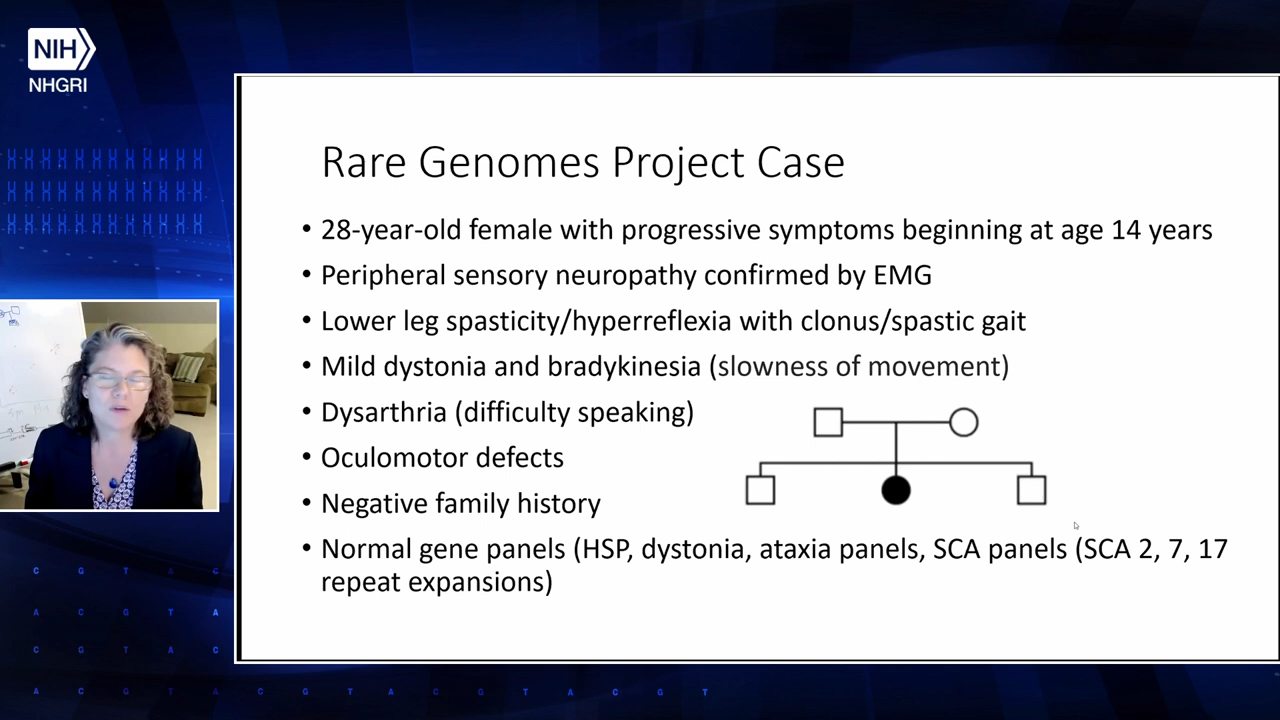 NIH
NHGRI
Rare Genomes Project Case
• 28-year-old female with progressive symptoms beginning at age 14 years
• Peripheral sensory neuropathy confirmed by EMG
• Lower leg spasticity/hyperreflexia with clonus/spastic gait
• Mild dystonia and bradykinesia (slowness of movement)
• Dysarthria (difficulty speaking)
• Oculomotor defects
• Negative family history
• Normal gene panels (HSP, dystonia, ataxia panels, SCA panels (SCA 2, 7, 17
repeat expansions)
C G T A C
A C G T A
C G T A C
A C G T A C G T A C G T A C G T